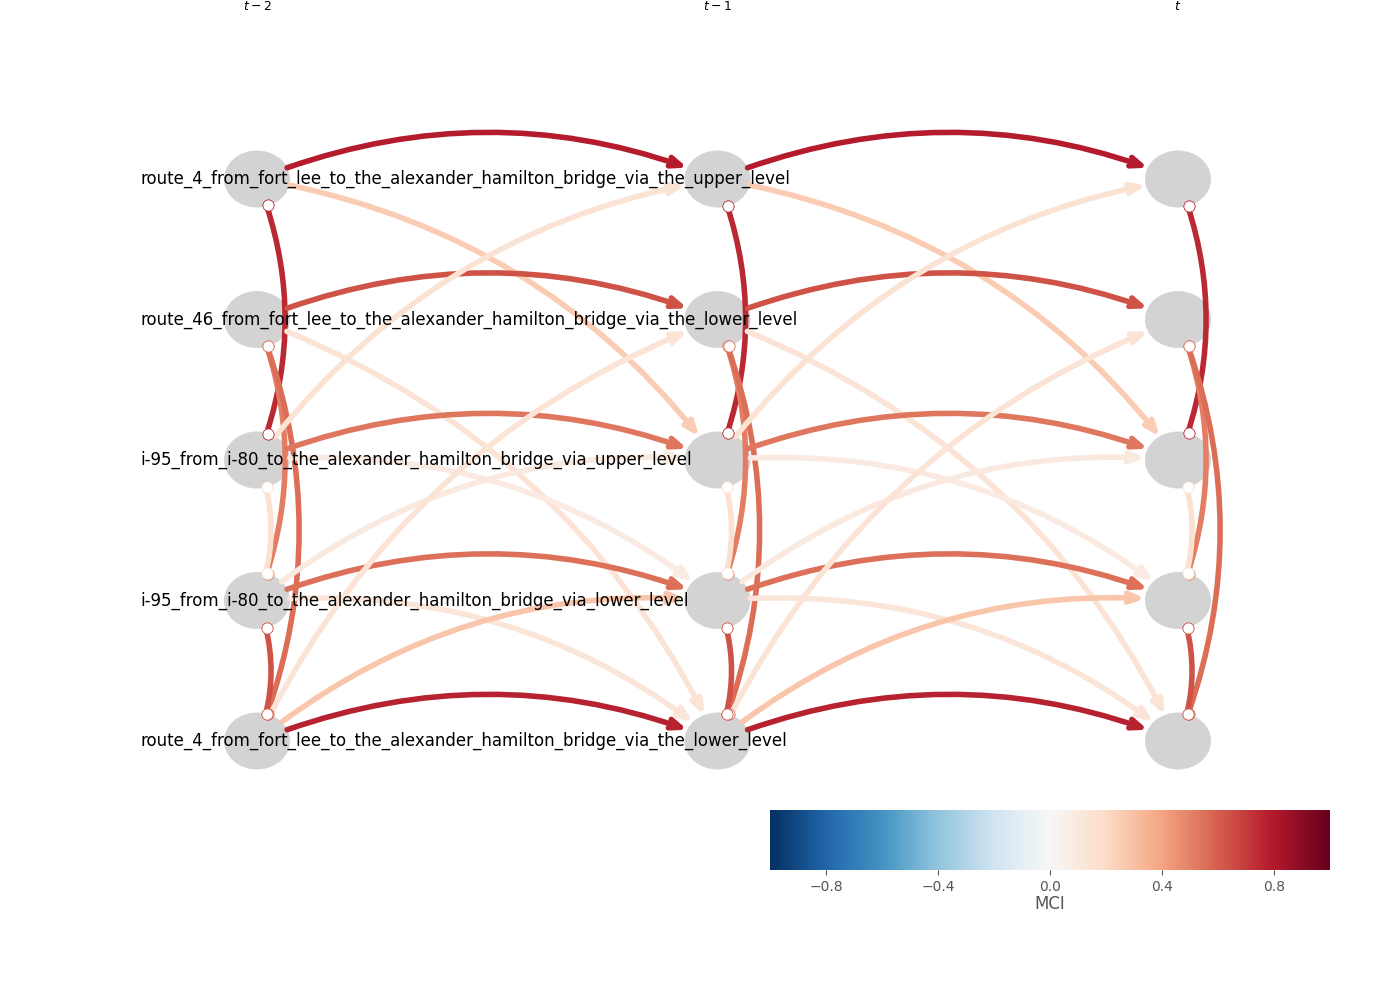 t − 2 t − 1 t
route_4_from_fort_lee_to_the_alexander_hamilton_bridge_via_the_upper_level
route_46_from_fort_lee_to_the_alexander_hamilton_bridge_via_the_lower_level
i-95_from_i-80_to_the_alexander_hamilton_bridge_via_upper_level
i-95_from_i-80_to_the_alexander_hamilton_bridge_via_lower_level
route_4_from_fort_lee_to_the_alexander_hamilton_bridge_via_the_lower_level
−0.8 −0.4 0.0 0.4 0.8
MCI